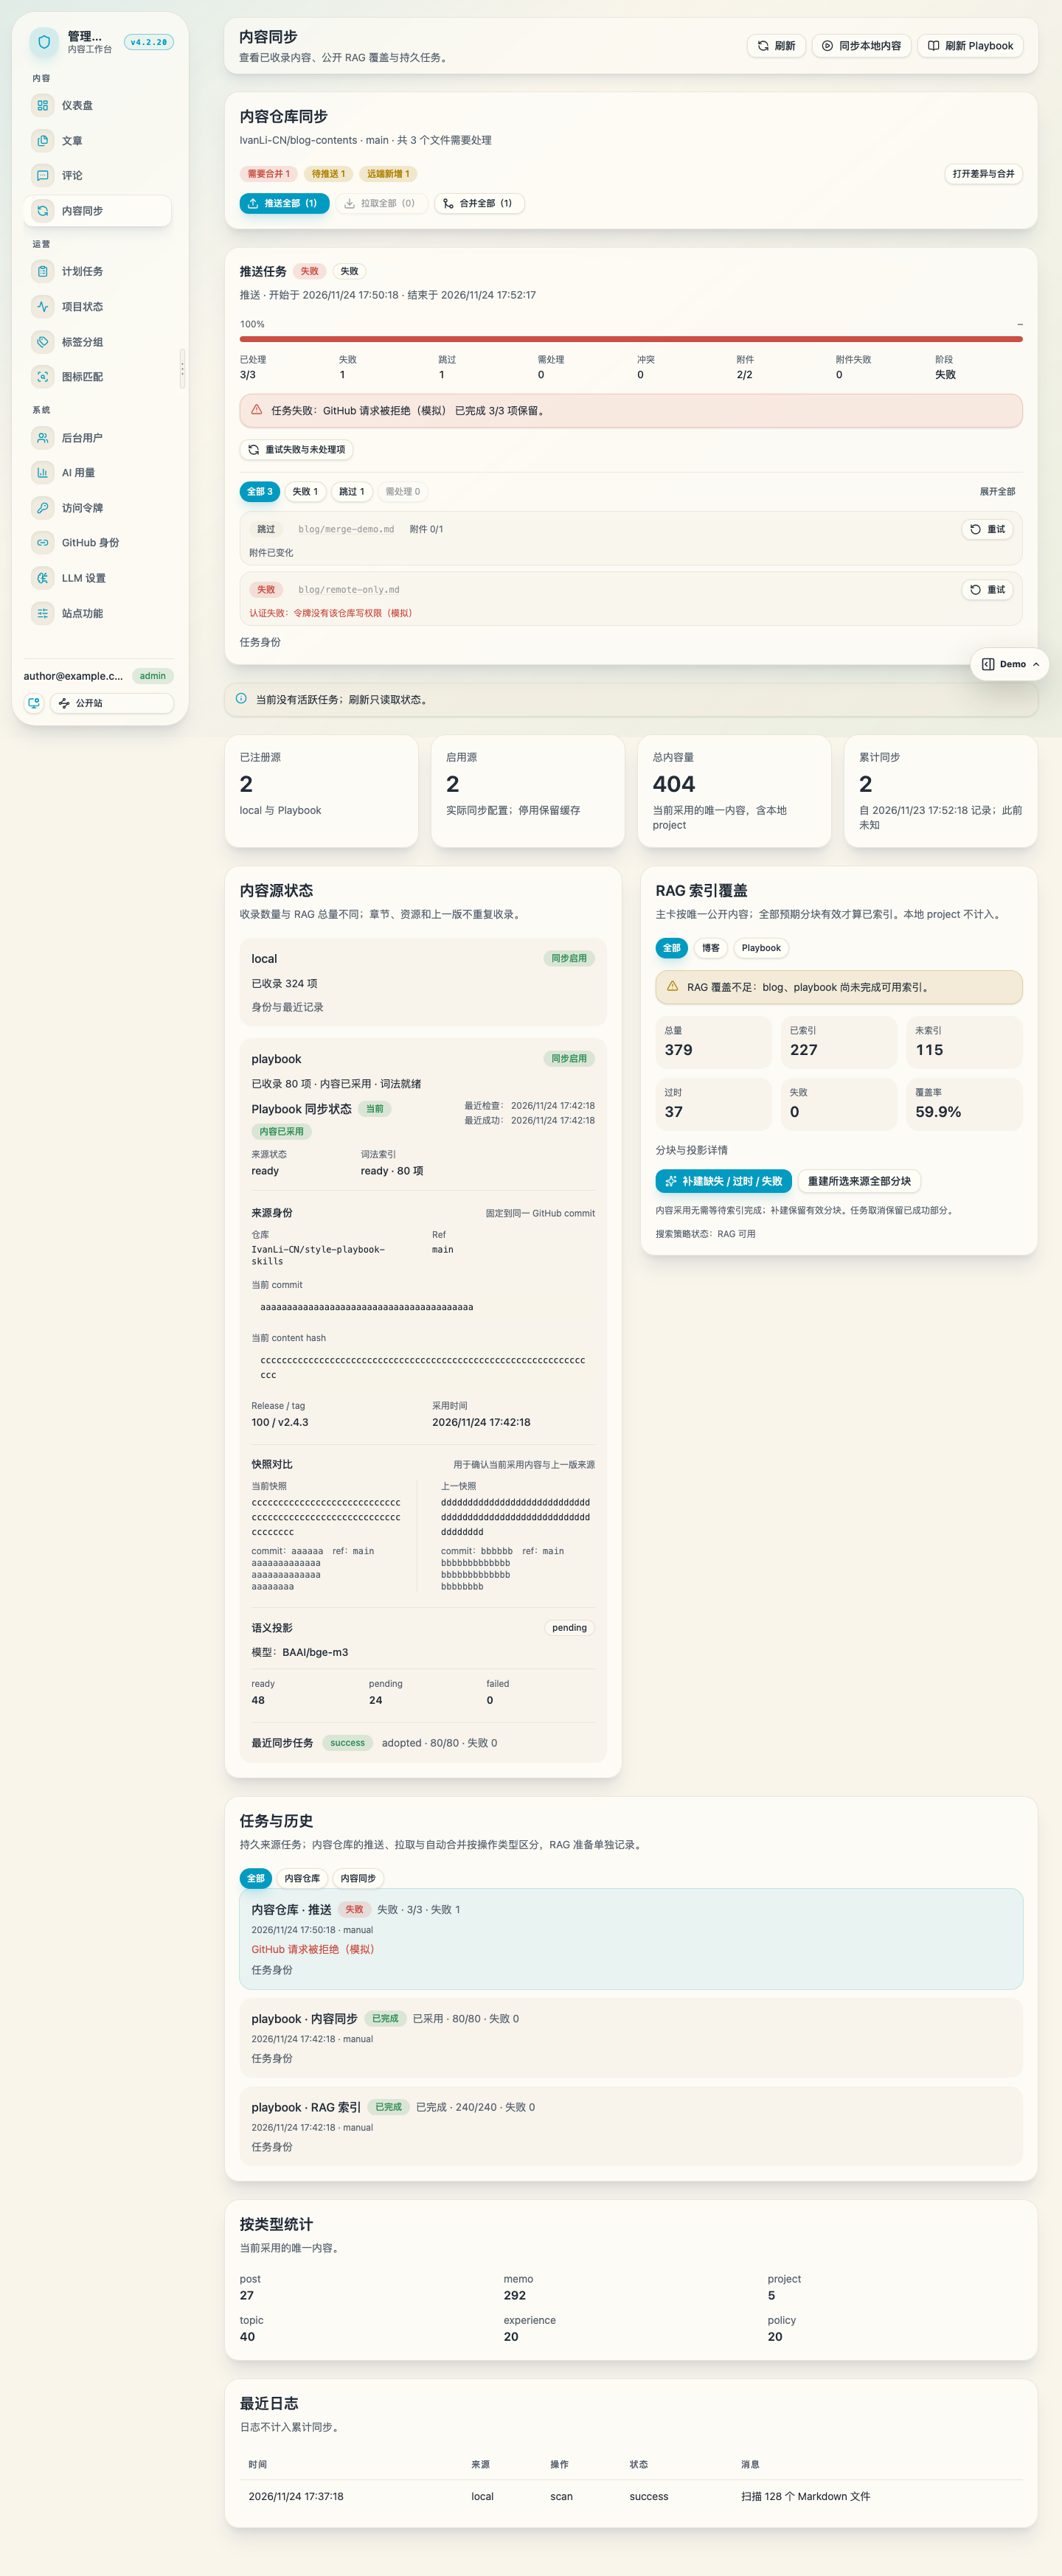 管理...
内容工作台
v4.2.20
内容
仪表盘
文章
评论
内容同步
运营
计划任务
项目状态
标签分组
图标匹配
系统
后台用户
AI 用量
访问令牌
GitHub 身份
LLM 设置
站点功能
author@example.c...
admin
公开站
内容同步
查看已收录内容、公开 RAG 覆盖与持久任务。
刷新
同步本地内容
刷新 Playbook
内容仓库同步
IvanLi-CN/blog-contents · main · 共 3 个文件需要处理
需要合并 1
待推送 1
远端新增 1
打开差异与合并
推送全部（1）
拉取全部（0）
合并全部（1）
推送任务
失败
失败
推送 · 开始于 2026/11/24 17:50:18 · 结束于 2026/11/24 17:52:17
100%
–
已处理 失败 跳过 需处理 冲突 附件 附件失败 阶段
3/3 1 1 0 0 2/2 0 失败
任务失败：GitHub 请求被拒绝（模拟） 已完成 3/3 项保留。
重试失败与未处理项
全部 3
失败 1
跳过 1
需处理 0
展开全部
跳过 blog/merge-demo.md 附件 0/1
重试
附件已变化
失败 blog/remote-only.md
重试
认证失败：令牌没有该仓库写权限（模拟）
任务身份
Demo
当前没有活跃任务；刷新只读取状态。
已注册源
2
local 与 Playbook
启用源
2
实际同步配置；停用保留缓存
总内容量
404
当前采用的唯一内容，含本地
project
累计同步
2
自 2026/11/23 17:52:18 记录；此前
未知
内容源状态
收录数量与 RAG 总量不同；章节、资源和上一版不重复收录。
local
同步启用
已收录 324 项
身份与最近记录
playbook
同步启用
已收录 80 项 · 内容已采用 · 词法就绪
Playbook 同步状态
当前
内容已采用
最近检查： 2026/11/24 17:42:18
最近成功： 2026/11/24 17:42:18
来源状态 词法索引
ready ready · 80 项
来源身份
固定到同一 GitHub commit
仓库 Ref
IvanLi-CN/style-playbook- main
skills
当前 commit
aaaaaaaaaaaaaaaaaaaaaaaaaaaaaaaaaaaaaaaa
当前 content hash
ccccccccccccccccccccccccccccccccccccccccccccccccccccccccccccc
ccc
Release / tag 采用时间
100 / v2.4.3 2026/11/24 17:42:18
快照对比
用于确认当前采用内容与上一版来源
当前快照
cccccccccccccccccccccccccccc
cccccccccccccccccccccccccccc
cccccccc
commit：aaaaaa ref：main
aaaaaaaaaaaaa
aaaaaaaaaaaaa
aaaaaaaa
上一快照
dddddddddddddddddddddddddddd
dddddddddddddddddddddddddddd
dddddddd
commit：bbbbbb ref：main
bbbbbbbbbbbbb
bbbbbbbbbbbbb
bbbbbbbb
语义投影
pending
模型：BAAI/bge-m3
ready pending failed
48 24 0
最近同步任务 success adopted · 80/80 · 失败 0
RAG 索引覆盖
主卡按唯一公开内容；全部预期分块有效才算已索引。本地 project 不计入。
全部
博客
Playbook
RAG 覆盖不足：blog、playbook 尚未完成可用索引。
总量 已索引 未索引
379 227 115
过时 失败 覆盖率
37 0 59.9%
分块与投影详情
补建缺失 / 过时 / 失败
重建所选来源全部分块
内容采用无需等待索引完成；补建保留有效分块。任务取消保留已成功部分。
搜索策略状态：RAG 可用
任务与历史
持久来源任务；内容仓库的推送、拉取与自动合并按操作类型区分，RAG 准备单独记录。
全部
内容仓库
内容同步
内容仓库 · 推送 失败 失败 · 3/3 · 失败 1
2026/11/24 17:50:18 · manual
GitHub 请求被拒绝（模拟）
任务身份
playbook · 内容同步 已完成 已采用 · 80/80 · 失败 0
2026/11/24 17:42:18 · manual
任务身份
playbook · RAG 索引 已完成 已完成 · 240/240 · 失败 0
2026/11/24 17:42:18 · manual
任务身份
按类型统计
当前采用的唯一内容。
post memo project
27 292 5
topic experience policy
40 20 20
最近日志
日志不计入累计同步。
时间 来源 操作 状态 消息
2026/11/24 17:37:18 local scan success 扫描 128 个 Markdown 文件